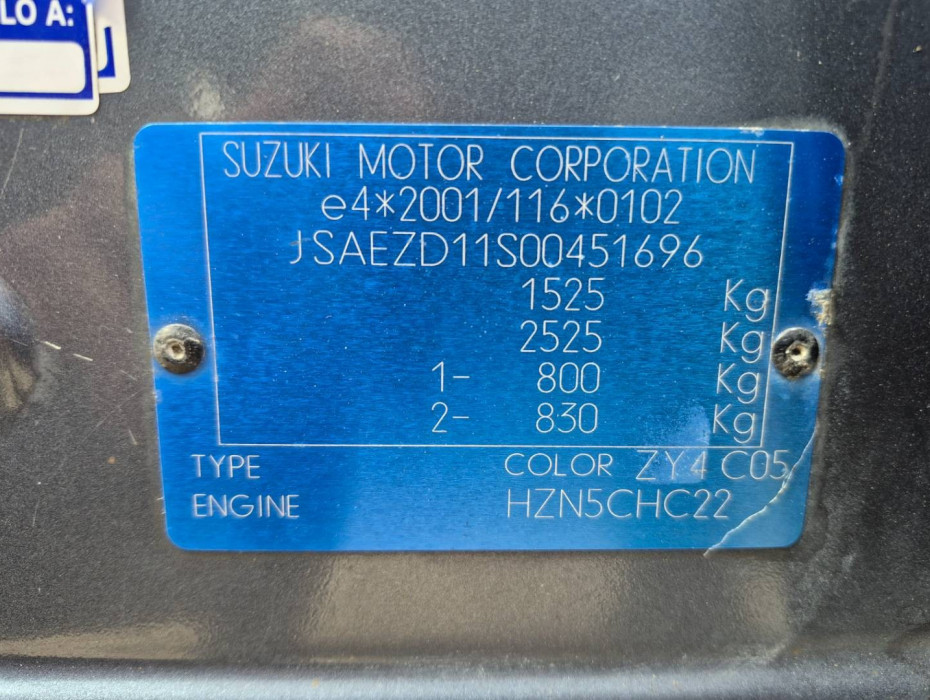 LO A:
SUZUKI MOTOR CORPORATION
e4*2001/116*0102
JSAEZD11S00451696
1525 Kg
2525 Kg
1- 800 Kg
2- 830 Kg
TYPE COLOR ZY4 C05
ENGINE HZN5CHC22